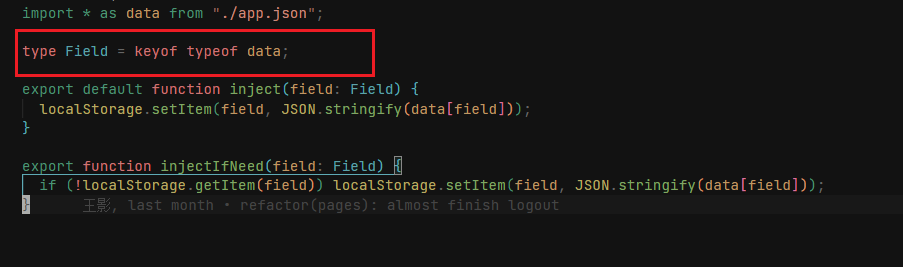 import * as data from "./app.json";
type Field = keyof typeof data;
export default function inject(field: Field) {
localStorage.setItem(field, JSON.stringify(data[field]));
}
export function injectIfNeed(field: Field) {
if (!localStorage.getItem(field)) localStorage.setItem(field, JSON.stringify(data[field]));
} 王影, last month • refactor(pages): almost finish logout